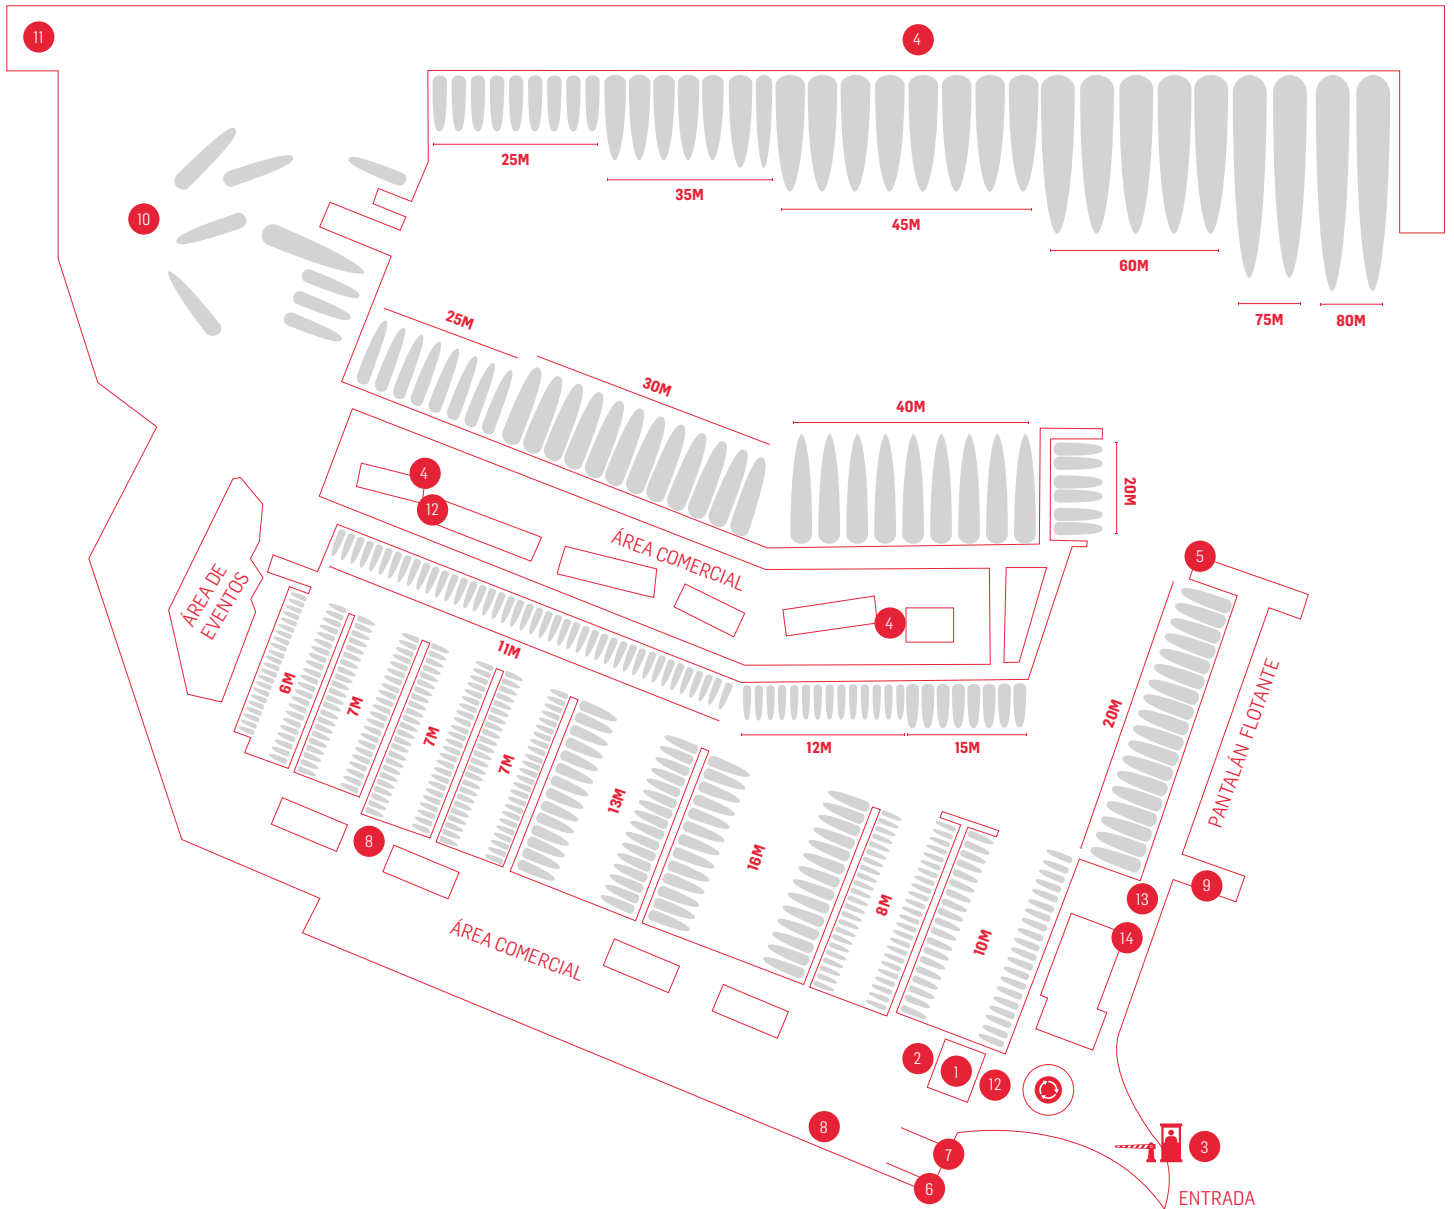 11
4
25M
35M
45M
60M
75M
80M
10
25M
30M
40M
20M
4
12
ÁREA COMERCIAL
4
5
ÁREA DE
EVENTOS
11M
6M
7M
7M
7M
13M
16M
8M
10M
12M
15M
20M
PANTALÁN FLOTANTE
8
9
13
14
ÁREA COMERCIAL
2
1
12
8
7
3
6
ENTRADA